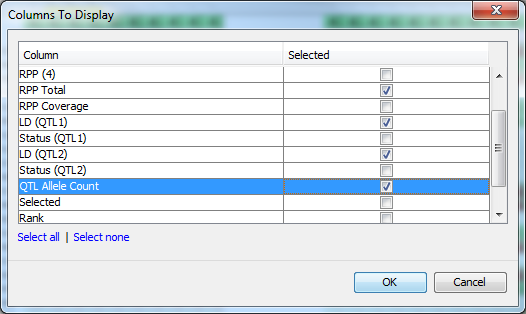 Columns To Display
Column Selected
RPP (4)
RPP Total
RPP Coverage
LD (QTL1)
Status (QTL1)
LD (QTL2)
Status (QTL2)
QTL Allele Count
Selected
Rank
Select all | Select none
OK Cancel